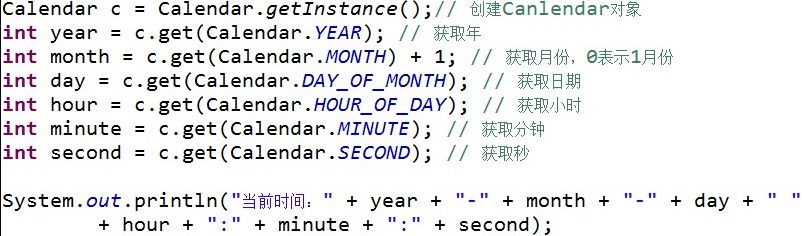 Calendar c = Calendar.getInstance();// 创建Canlendar对象
int year = c.get(Calendar.YEAR); // 获取年
int month = c.get(Calendar.MONTH) + 1; // 获取月份，0表示1月份
int day = c.get(Calendar.DAY_OF_MONTH); // 获取日期
int hour = c.get(Calendar.HOUR_OF_DAY); // 获取小时
int minute = c.get(Calendar.MINUTE); // 获取分钟
int second = c.get(Calendar.SECOND); // 获取秒
System.out.println("当前时间：" + year + "-" + month + "-" + day + " "
+ hour + ":" + minute + ":" + second);